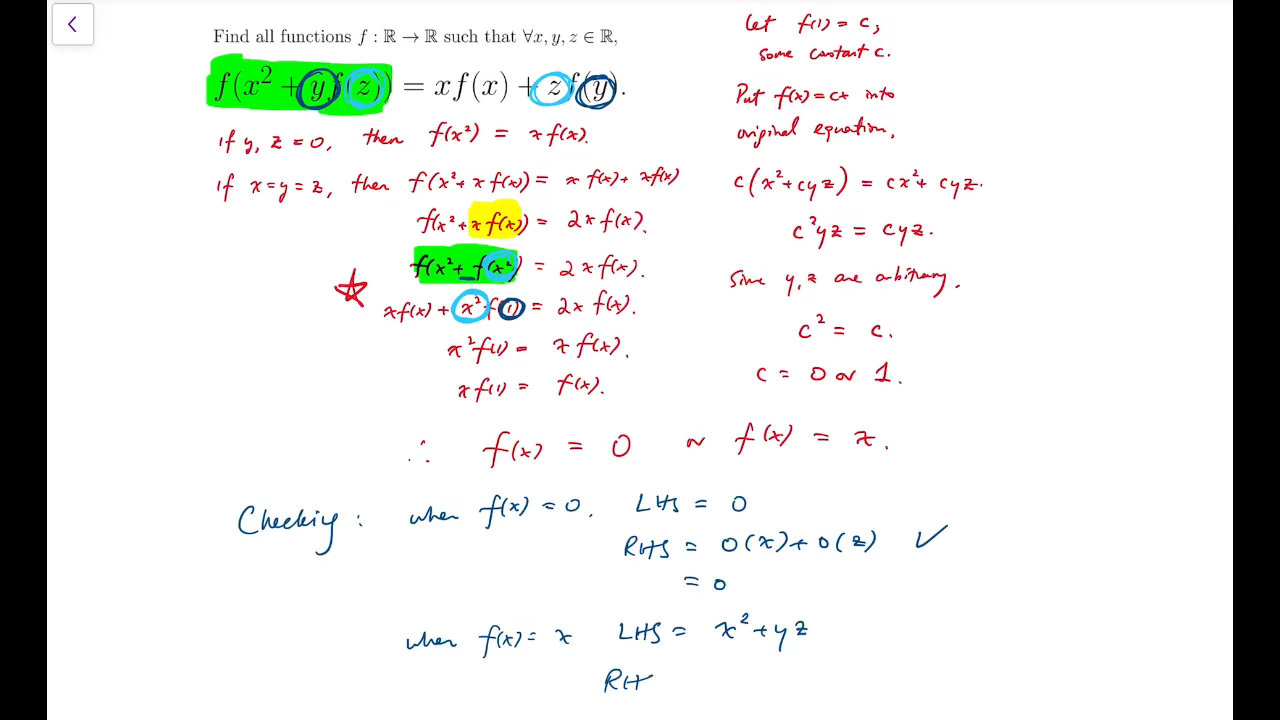 Find all functions f : ℝ → ℝ such that ∀x, y, z ∈ ℝ,
f(x² + yf(z)) = xf(x) + zf(y).
if y, z = 0, then f(x²) = x f(x).
if x=y=z, then f(x²+ x f(x)) = x f(x) + x f(x)
f(x² + x f(x)) = 2x f(x).
f(x² + f(x²)) = 2x f(x).
x f(x) + x² f(1) = 2x f(x).
x² f(1) = x f(x).
x f(1) = f(x).
Let f(1) = c,
some constant c.
Put f(x) = cx into
original equation,
c(x² + cyz) = cx² + cyz.
c² yz = cyz.
Since y, z are arbitrary,
c² = c.
c = 0 or 1.
∴ f(x) = 0 or f(x) = x.
Checking : when f(x) = 0, LHS = 0
RHS = 0(x) + 0(z) ✓
= 0
when f(x) = x LHS = x² + yz
RH